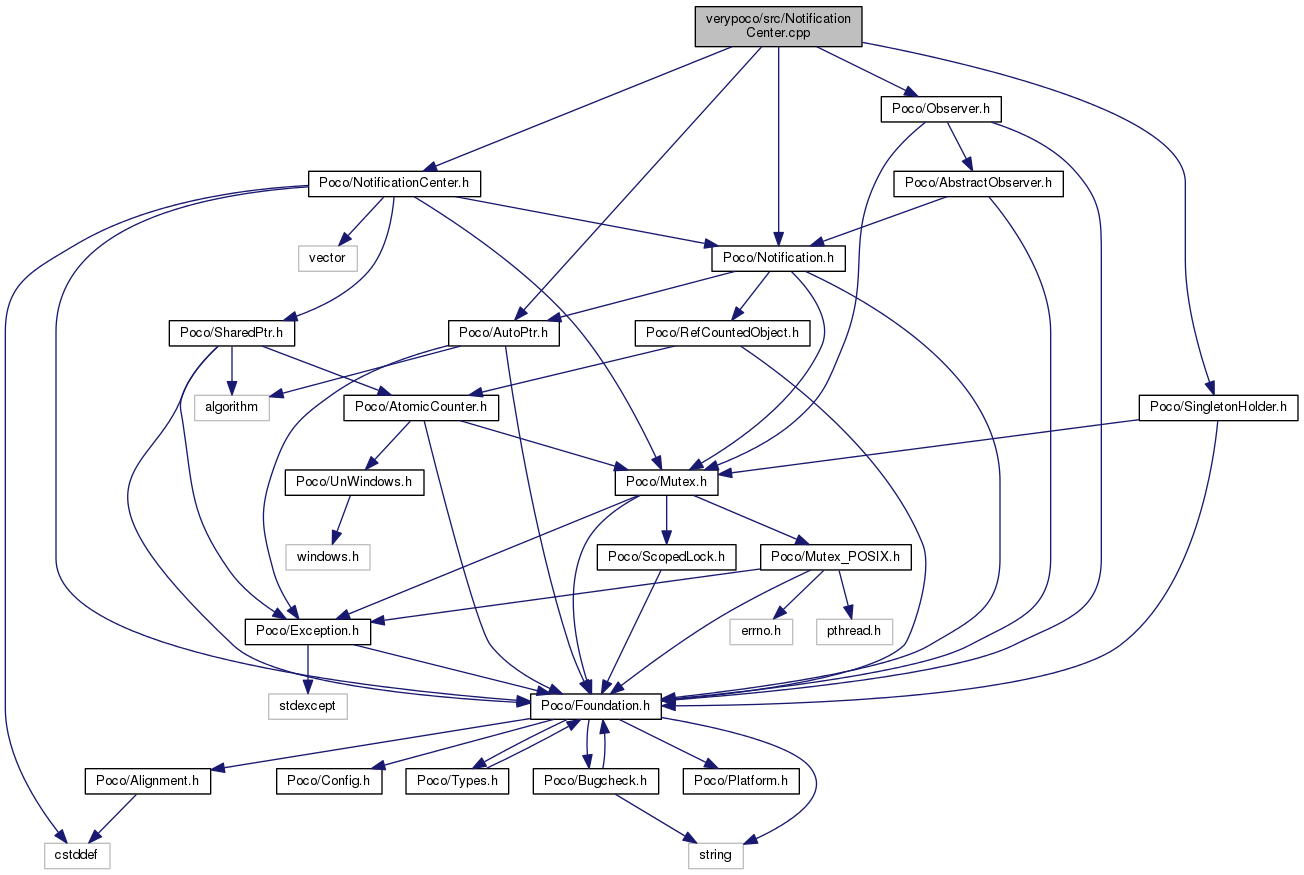 verypoco/src/Notification
Center.cpp
Poco/Observer.h
Poco/NotificationCenter.h
Poco/AbstractObserver.h
vector
Poco/Notification.h
Poco/SharedPtr.h
Poco/AutoPtr.h
Poco/RefCountedObject.h
algorithm
Poco/AtomicCounter.h
Poco/SingletonHolder.h
Poco/UnWindows.h
Poco/Mutex.h
windows.h
Poco/ScopedLock.h
Poco/Mutex_POSIX.h
Poco/Exception.h
errno.h
pthread.h
stdexcept
Poco/Foundation.h
Poco/Alignment.h
Poco/Config.h
Poco/Types.h
Poco/Bugcheck.h
Poco/Platform.h
cstddef
string